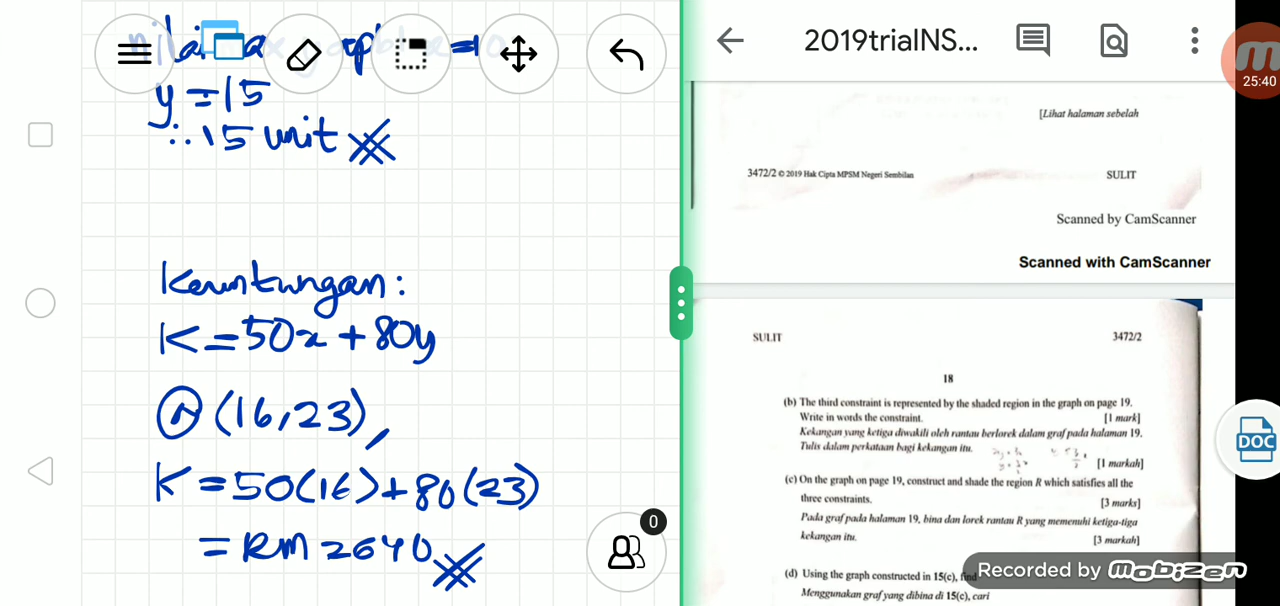 y = 15
∴ 15 unit
Keuntungan:
K = 50x + 80y
(16,23),
K = 50(16) + 80(23)
= RM 2640
0
2019trialNS...
25:40
[Lihat halaman sebelah
3472/2 © 2019 Hak Cipta MPSM Negeri Sembilan
SULIT
Scanned by CamScanner
Scanned with CamScanner
SULIT
3472/2
18
(b) The third constraint is represented by the shaded region in the graph on page 19.
Write in words the constraint.
[1 mark]
Kekangan yang ketiga diwakili oleh rantau berlorek dalam graf pada halaman 19.
Tulis dalam perkataan bagi kekangan itu.
[1 markah]
(c) On the graph on page 19, construct and shade the region R which satisfies all the
three constraints.
[3 marks]
Pada graf pada halaman 19, bina dan lorek rantau R yang memenuhi ketiga-tiga
kekangan itu.
[3 markah]
(d) Using the graph constructed in 15(c), find
Menggunakan graf yang dibina di 15(c), cari
DOC
Recorded by mobizen